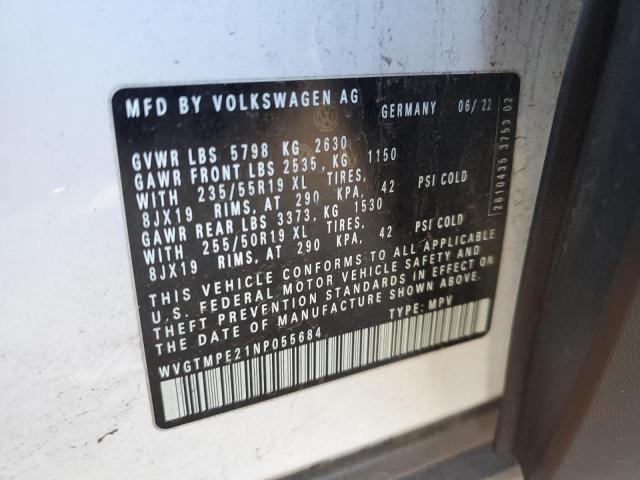 MFD BY VOLKSWAGEN AG GERMANY 06/22
GVWR LBS 5798 KG 2630
GAWR FRONT LBS 2535, KG 1150
WITH 235/55R19 XL TIRES,
8JX19 RIMS, AT 290 KPA, 42 PSI COLD
GAWR REAR LBS 3373, KG 1530
WITH 255/50R19 XL TIRES,
8JX19 RIMS, AT 290 KPA, 42 PSI COLD
THIS VEHICLE CONFORMS TO ALL APPLICABLE
U.S. FEDERAL MOTOR VEHICLE SAFETY AND
THEFT PREVENTION STANDARDS IN EFFECT ON
THE DATE OF MANUFACTURE SHOWN ABOVE.
WVGTMPE21NP055684 TYPE: MPV
2610435 3753 02